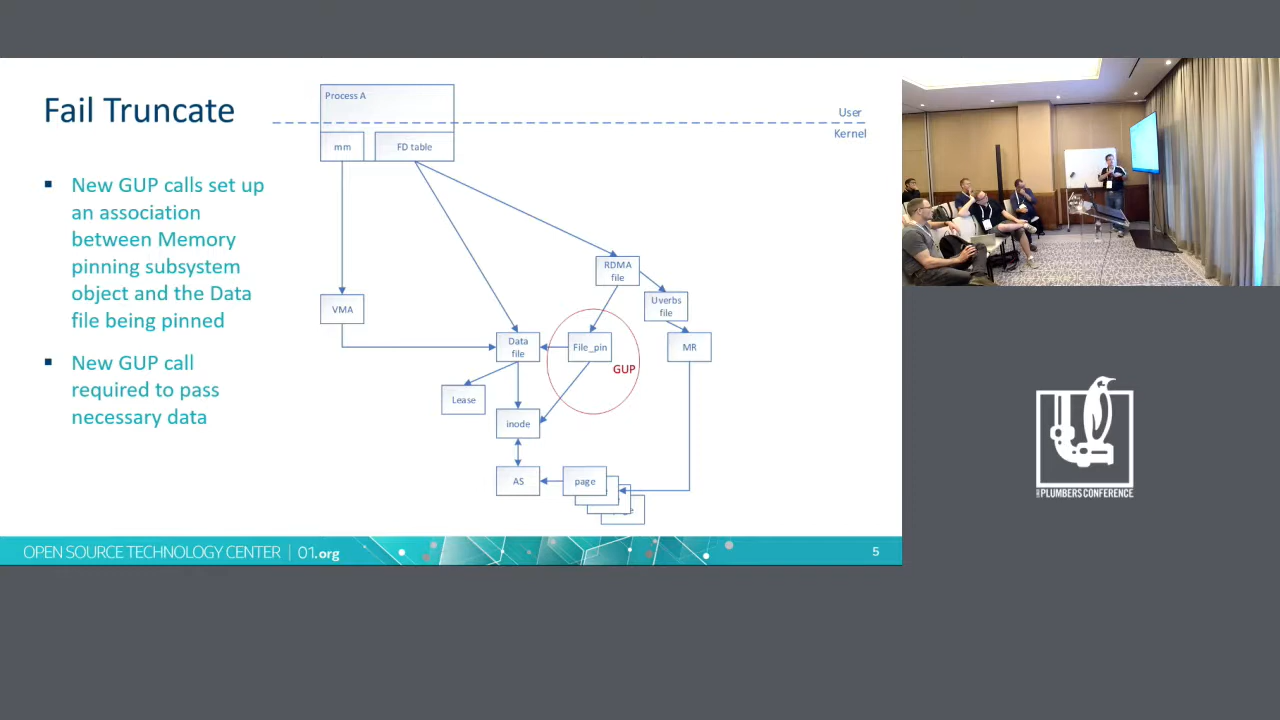 Fail Truncate
▪ New GUP calls set up
an association
between Memory
pinning subsystem
object and the Data
file being pinned
▪ New GUP call
required to pass
necessary data
Process A
User
Kernel
mm
FD table
RDMA
file
Uverbs
file
VMA
Data
file
File_pin
MR
GUP
Lease
inode
AS
page
OPEN SOURCE TECHNOLOGY CENTER | 01.org
5
PLUMBERS CONFERENCE